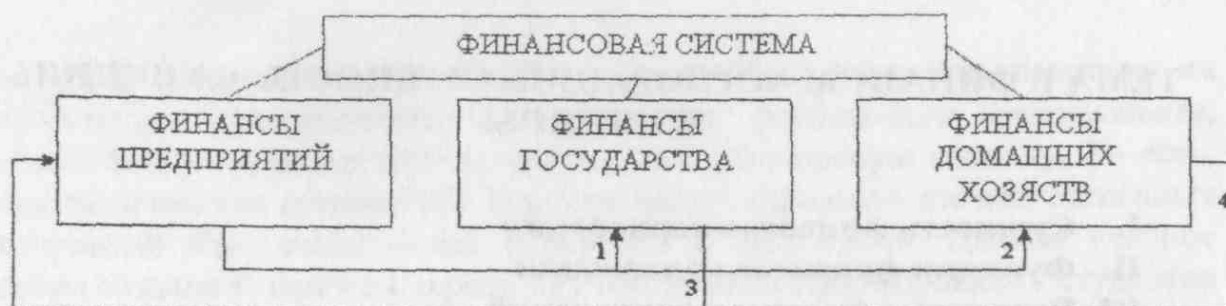 ФИНАНСОВАЯ СИСТЕМА
ФИНАНСЫ
ПРЕДПРИЯТИЙ
ФИНАНСЫ
ГОСУДАРСТВА
ФИНАНСЫ
ДОМАШНИХ
ХОЗЯЙСТВ
1
2
3
4